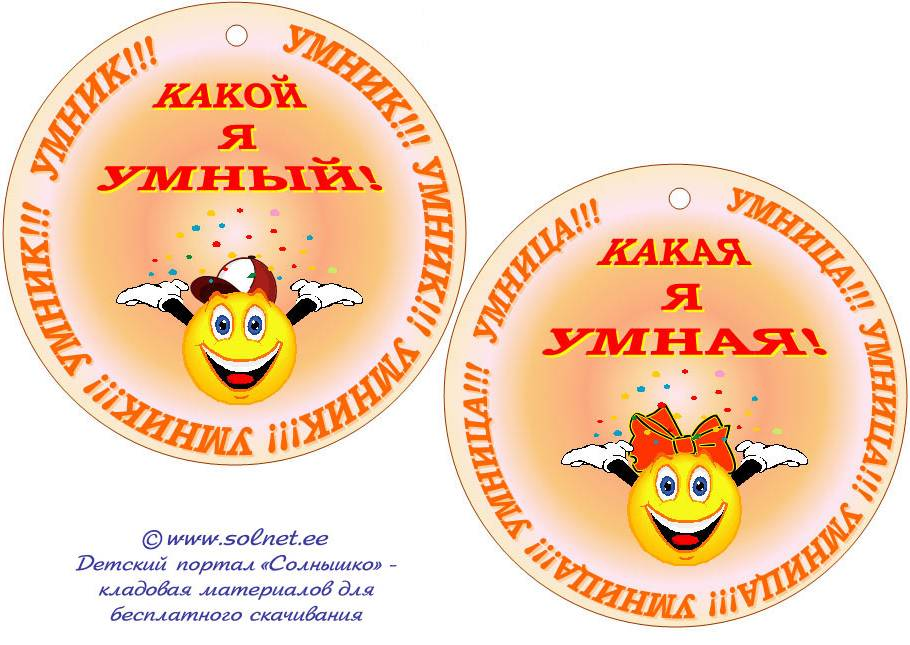 УМНИК!!! УМНИК!!! УМНИК!!! УМНИК!!! УМНИК!!! УМНИК!!!
КАКОЙ
Я
УМНЫЙ!
УМНИЦА!!! УМНИЦА!!! УМНИЦА!!! УМНИЦА!!! УМНИЦА!!! УМНИЦА!!!
КАКАЯ
Я
УМНАЯ!
© www.solnet.ee
Детский портал «Солнышко» -
кладовая материалов для
бесплатного скачивания